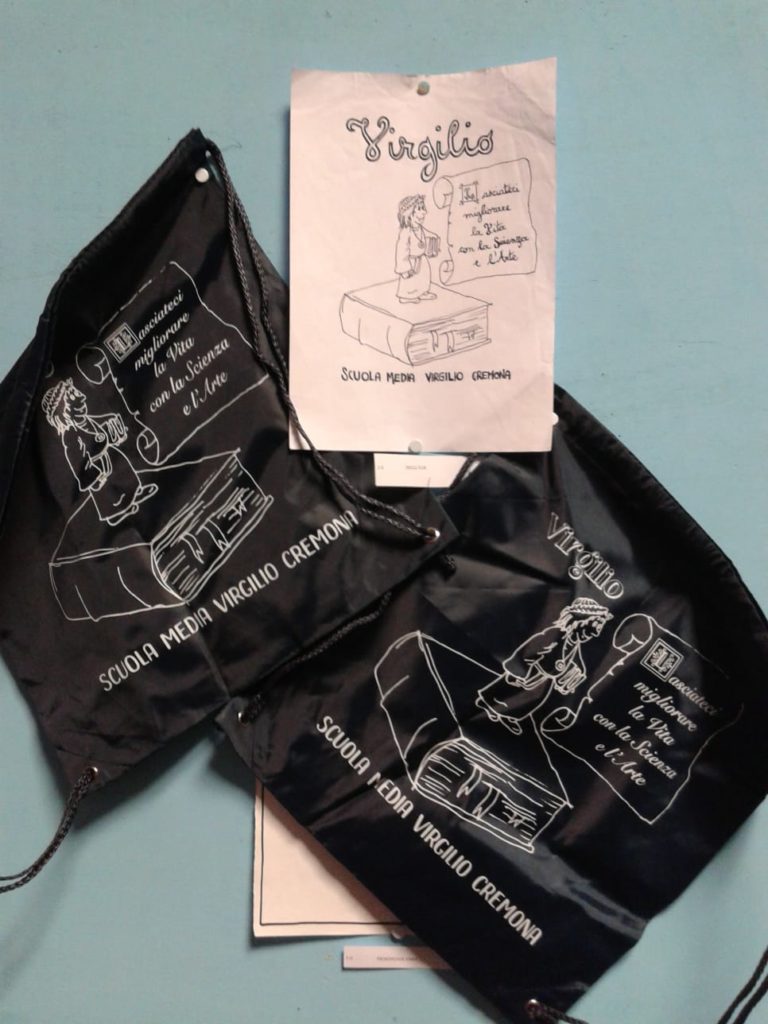 Virgilio
Lasciateci
migliorare
la Vita
con la Scienza
e l'Arte
SCUOLA MEDIA VIRGILIO CREMONA
Lasciateci
migliorare
la Vita
con la Scienza
e l'Arte
SCUOLA MEDIA VIRGILIO CREMONA
Virgilio
Lasciateci
migliorare
la Vita
con la Scienza
e l'Arte
SCUOLA MEDIA VIRGILIO CREMONA